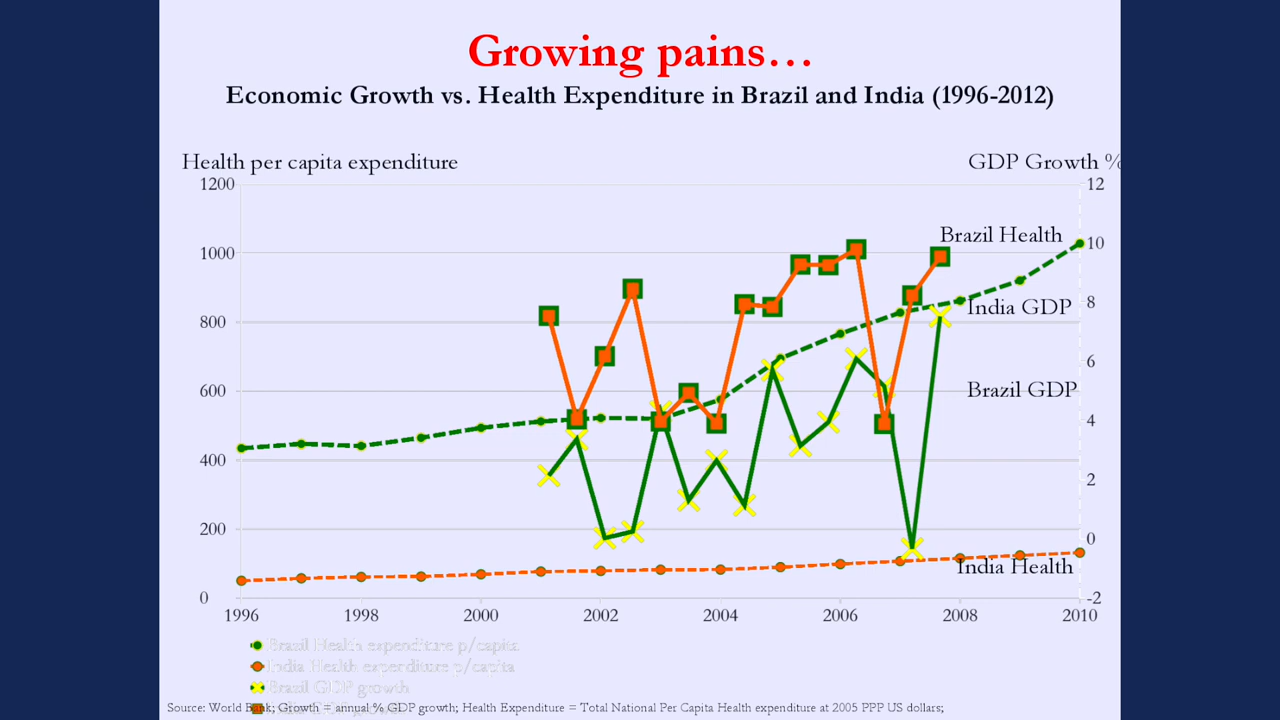 Growing pains…
Economic Growth vs. Health Expenditure in Brazil and India (1996-2012)
Health per capita expenditure
GDP Growth %
1200
12
Brazil Health
1000
10
India GDP
800
8
6
600
Brazil GDP
4
400
2
200
0
India Health
0
-2
1996
1998
2000
2002
2004
2006
2008
2010
Brazil Health expenditure p/capita
India Health expenditure p/capita
Brazil GDP growth
Source: World Bank; Growth = annual % GDP growth; Health Expenditure = Total National Per Capita Health expenditure at 2005 PPP US dollars;